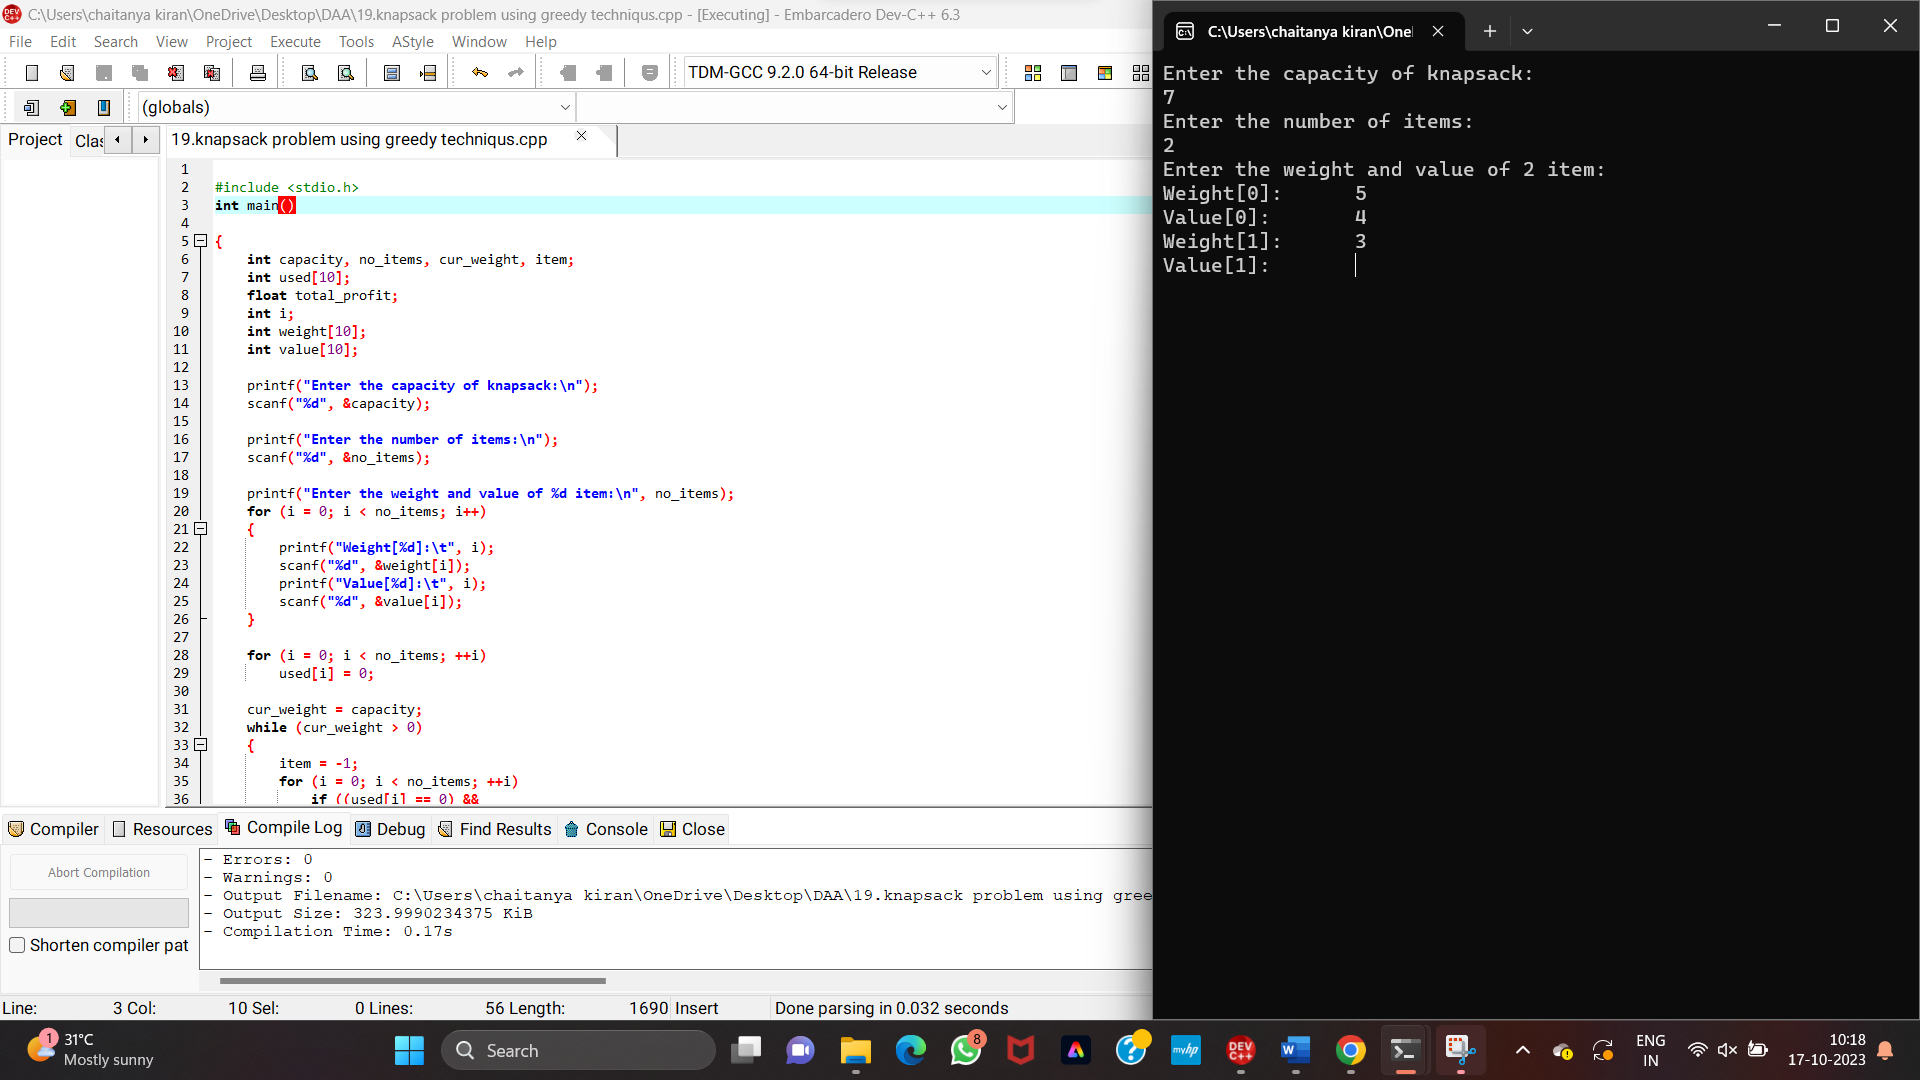 C:\Users\chaitanya kiran\OneDrive\Desktop\DAA\19.knapsack problem using greedy techniqus.cpp - [Executing] - Embarcadero Dev-C++ 6.3
File Edit Search View Project Execute Tools AStyle Window Help
TDM-GCC 9.2.0 64-bit Release
(globals)
Project Clas
19.knapsack problem using greedy techniqus.cpp
1
2 #include <stdio.h>
3 int main()
4
5 {
6 int capacity, no_items, cur_weight, item;
7 int used[10];
8 float total_profit;
9 int i;
10 int weight[10];
11 int value[10];
12
13 printf("Enter the capacity of knapsack:\n");
14 scanf("%d", &capacity);
15
16 printf("Enter the number of items:\n");
17 scanf("%d", &no_items);
18
19 printf("Enter the weight and value of %d item:\n", no_items);
20 for (i = 0; i < no_items; i++)
21 {
22 printf("Weight[%d]:\t", i);
23 scanf("%d", &weight[i]);
24 printf("Value[%d]:\t", i);
25 scanf("%d", &value[i]);
26 }
27
28 for (i = 0; i < no_items; ++i)
29 used[i] = 0;
30
31 cur_weight = capacity;
32 while (cur_weight > 0)
33 {
34 item = -1;
35 for (i = 0; i < no_items; ++i)
36 if ((used[i] == 0) &&
Compiler Resources Compile Log Debug Find Results Console Close
Abort Compilation
Shorten compiler pat
- Errors: 0
- Warnings: 0
- Output Filename: C:\Users\chaitanya kiran\OneDrive\Desktop\DAA\19.knapsack problem using gree
- Output Size: 323.9990234375 KiB
- Compilation Time: 0.17s
Line: 3 Col: 10 Sel: 0 Lines: 56 Length: 1690 Insert Done parsing in 0.032 seconds
C:\Users\chaitanya kiran\OneI
Enter the capacity of knapsack:
7
Enter the number of items:
2
Enter the weight and value of 2 item:
Weight[0]: 5
Value[0]: 4
Weight[1]: 3
Value[1]:
1
31°C
Mostly sunny
Search
8
myhp
DEV C++
W
ENG
IN
10:18
17-10-2023